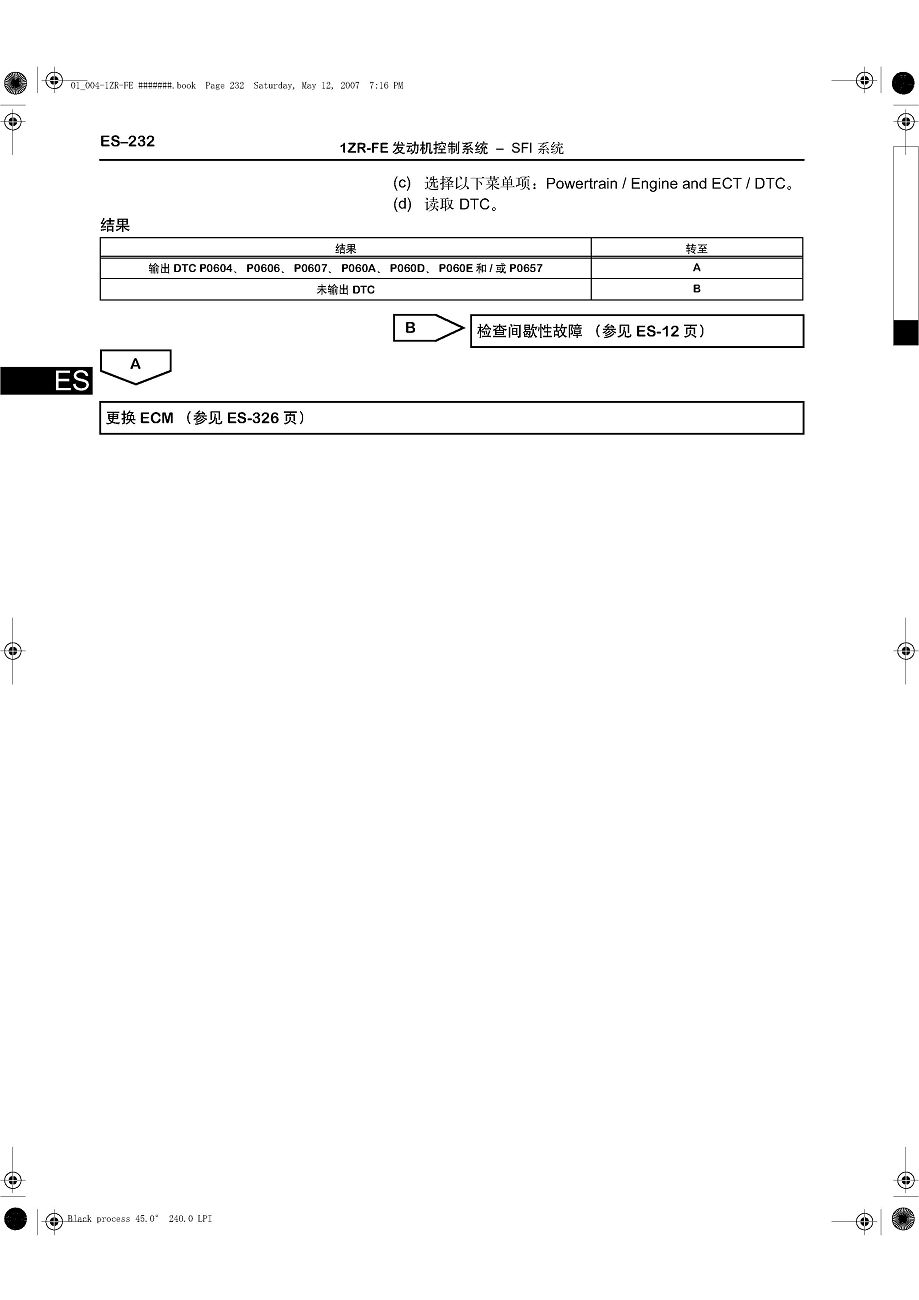 01_004-1ZR-FE #######.book Page 232 Saturday, May 12, 2007 7:16 PM
ES–232
1ZR-FE 发动机控制系统 – SFI 系统
(c) 选择以下菜单项：Powertrain / Engine and ECT / DTC。
(d) 读取 DTC。
结果
结果 转至
输出 DTC P0604、 P0606、 P0607、 P060A、 P060D、 P060E 和 / 或 P0657 A
未输出 DTC B
B 检查间歇性故障 （参见 ES-12 页）
A
ES
更换 ECM （参见 ES-326 页）
Black process 45.0° 240.0 LPI